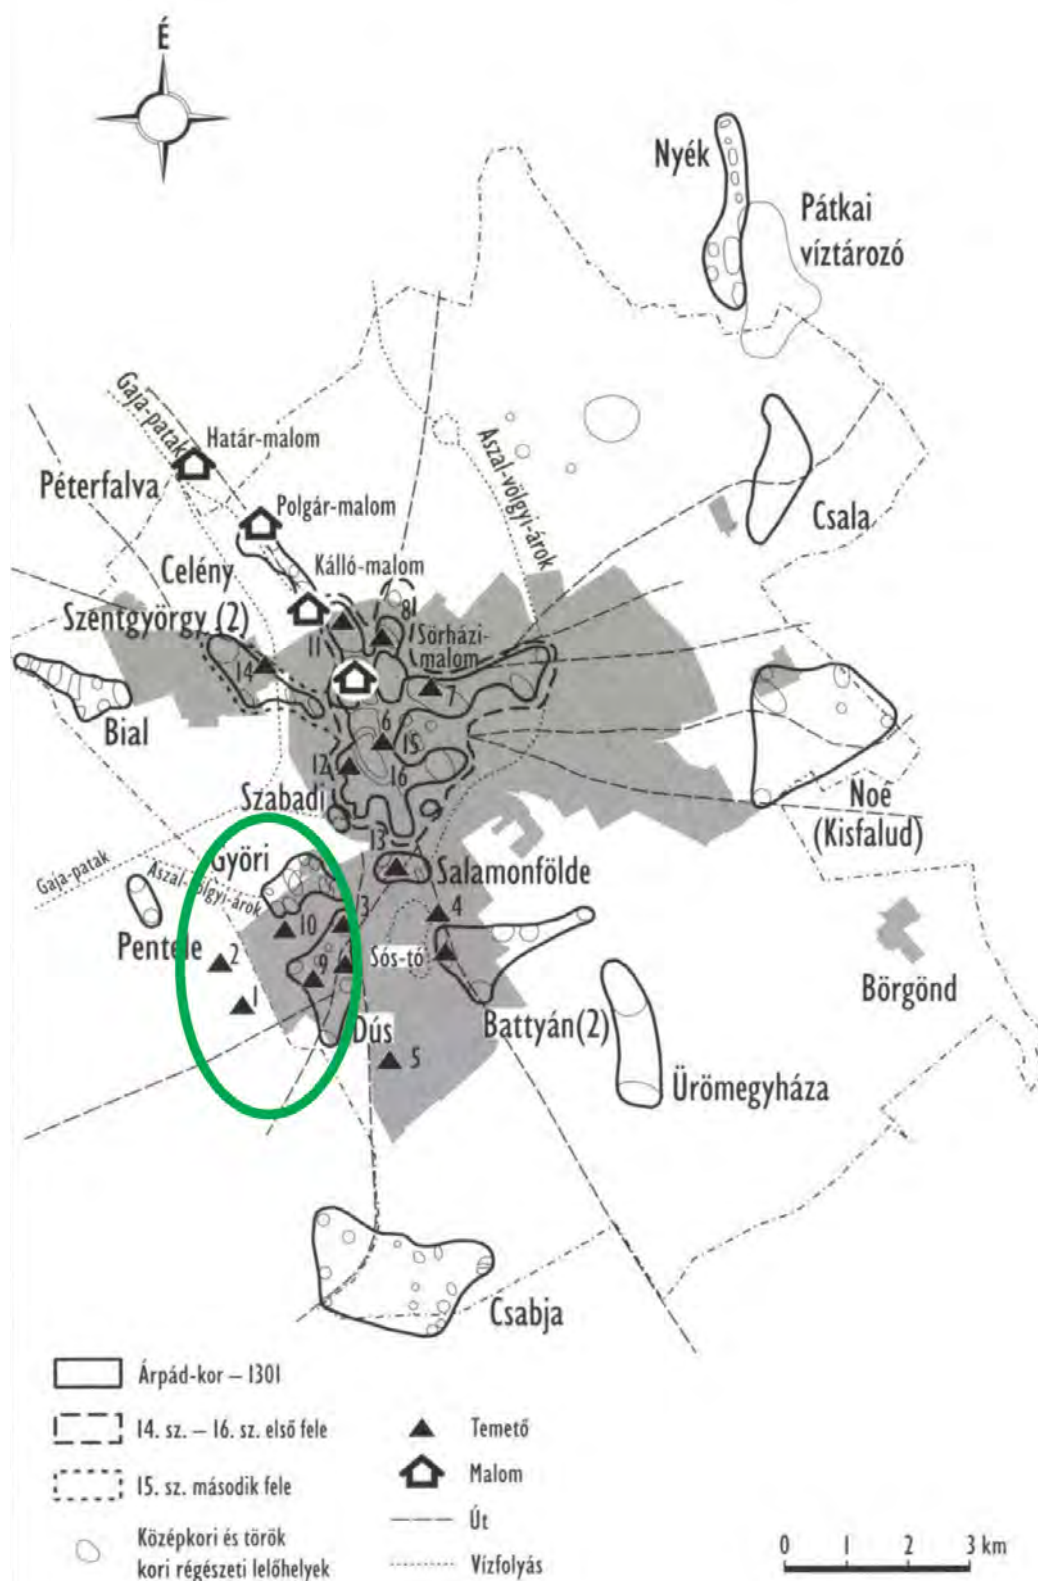 É
Nyék
Pátkai
víztározó
Gaja-patak
Határ-malom
Péterfalva
Polgár-malom
Aszal-völgyi-árok
Csala
Celény
Kálló-malom
Szentgyörgy (2)
8
11
Sörházi-
malom
14
7
Bial
6
15
12
16
Szabadi
Noé
(Kisfalud)
13
Győri
Salamonfölde
Gaja-patak
Aszal-völgyi-árok
3
4
10
Pentele
2
Sós-tó
9
1
Börgönd
Dús
Battyán(2)
5
Ürömegyháza
Csabja
Árpád-kor – 1301
14. sz. – 16. sz. első fele
Temető
15. sz. második fele
Malom
Út
Középkori és török
kori régészeti lelőhelyek
Vízfolyás
0 1 2 3 km